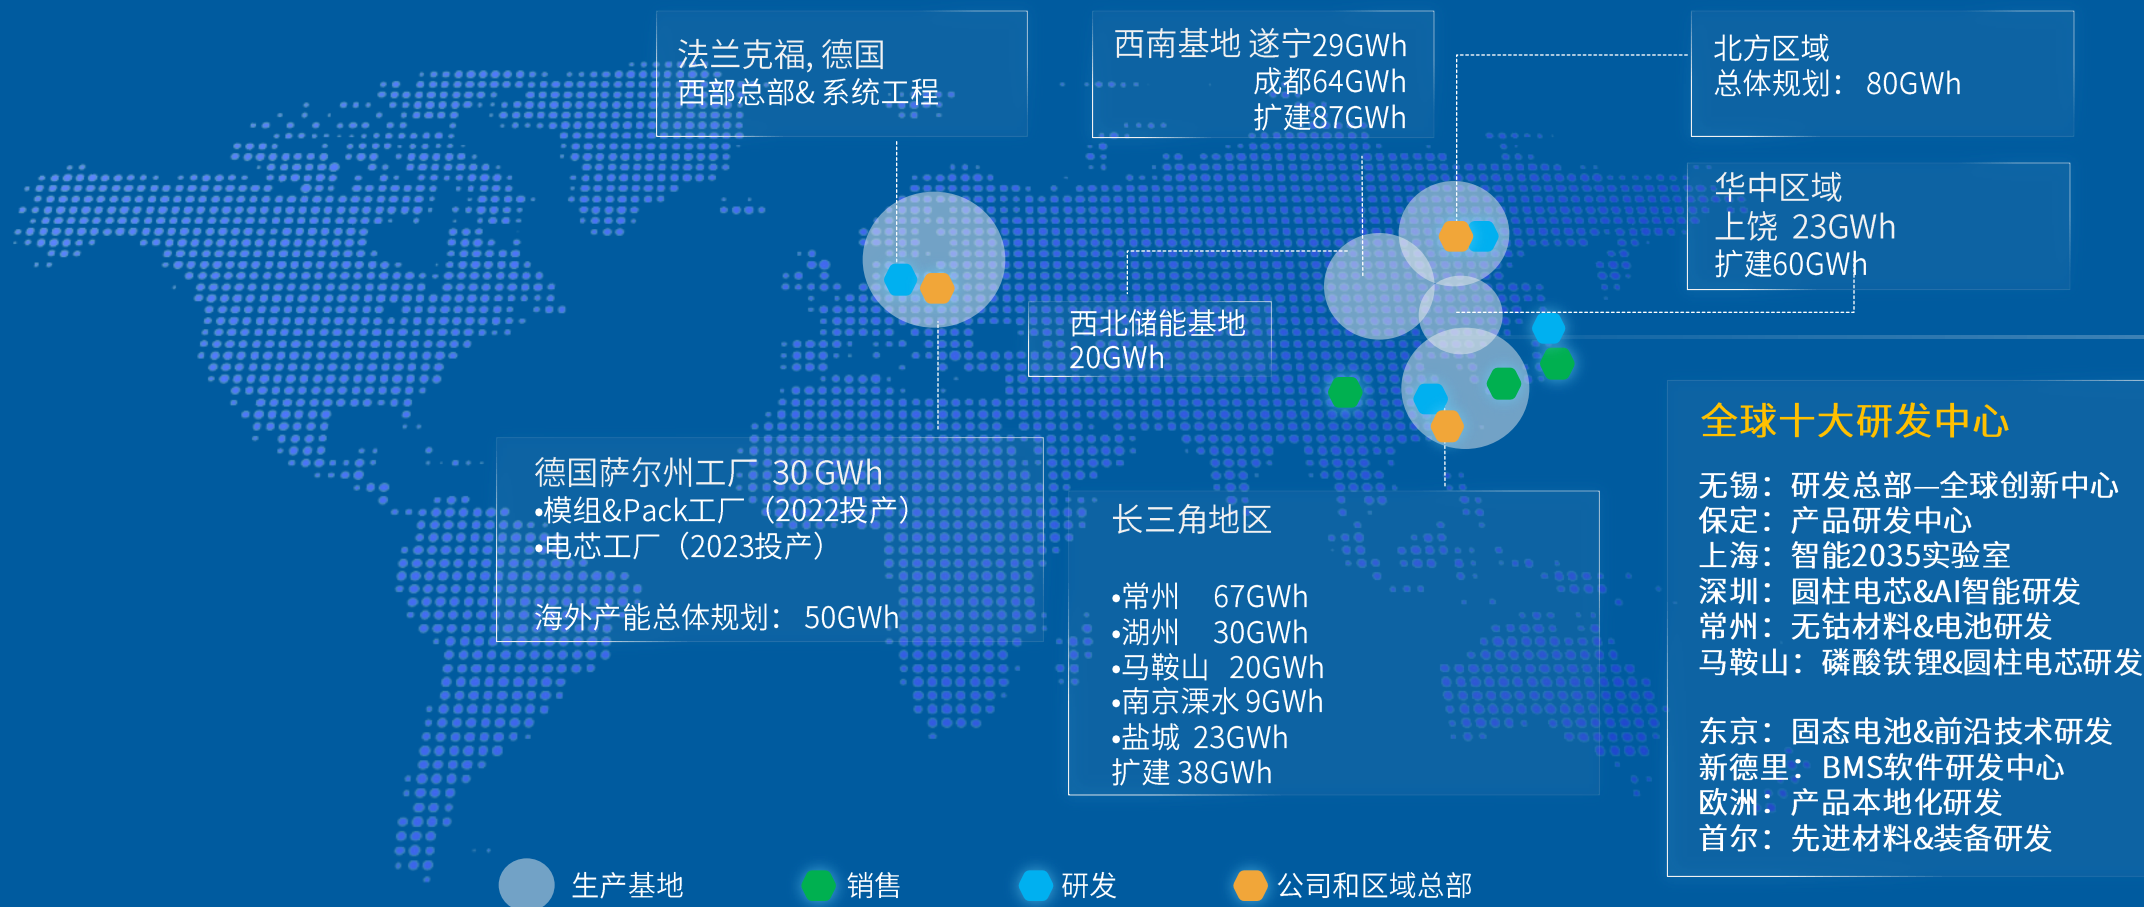 法兰克福, 德国
西部总部& 系统工程
西南基地 遂宁29GWh
成都64GWh
扩建87GWh
北方区域
总体规划： 80GWh
华中区域
上饶 23GWh
扩建60GWh
西北储能基地
20GWh
德国萨尔州工厂 30 GWh
•模组&Pack工厂（2022投产）
•电芯工厂（2023投产）
海外产能总体规划： 50GWh
长三角地区
•常州 67GWh
•湖州 30GWh
•马鞍山 20GWh
•南京溧水 9GWh
•盐城 23GWh
扩建 38GWh
全球十大研发中心
无锡：研发总部—全球创新中心
保定：产品研发中心
上海：智能2035实验室
深圳：圆柱电芯&AI智能研发
常州：无钴材料&电池研发
马鞍山：磷酸铁锂&圆柱电芯研发
东京：固态电池&前沿技术研发
新德里：BMS软件研发中心
欧洲：产品本地化研发
首尔：先进材料&装备研发
生产基地
销售
研发
公司和区域总部